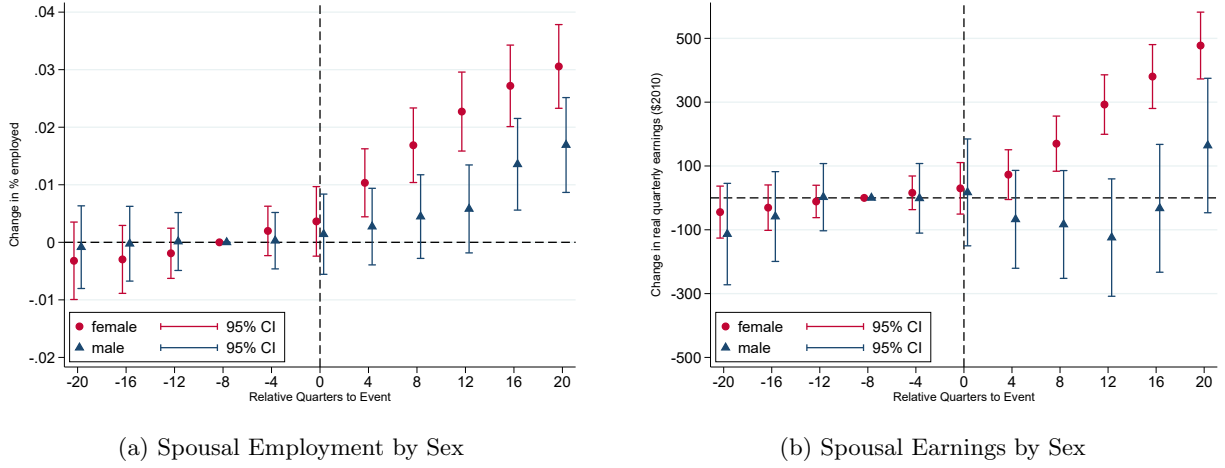 .04
.03
.02
.01
0
-.01
-.02
Change in % employed
female
95% CI
male
95% CI
-20 -16 -12 -8 -4 0 4 8 12 16 20
Relative Quarters to Event
(a) Spousal Employment by Sex
500
300
100
-100
-300
-500
Change in real quarterly earnings ($2010)
female
95% CI
male
95% CI
-20 -16 -12 -8 -4 0 4 8 12 16 20
Relative Quarters to Event
(b) Spousal Earnings by Sex